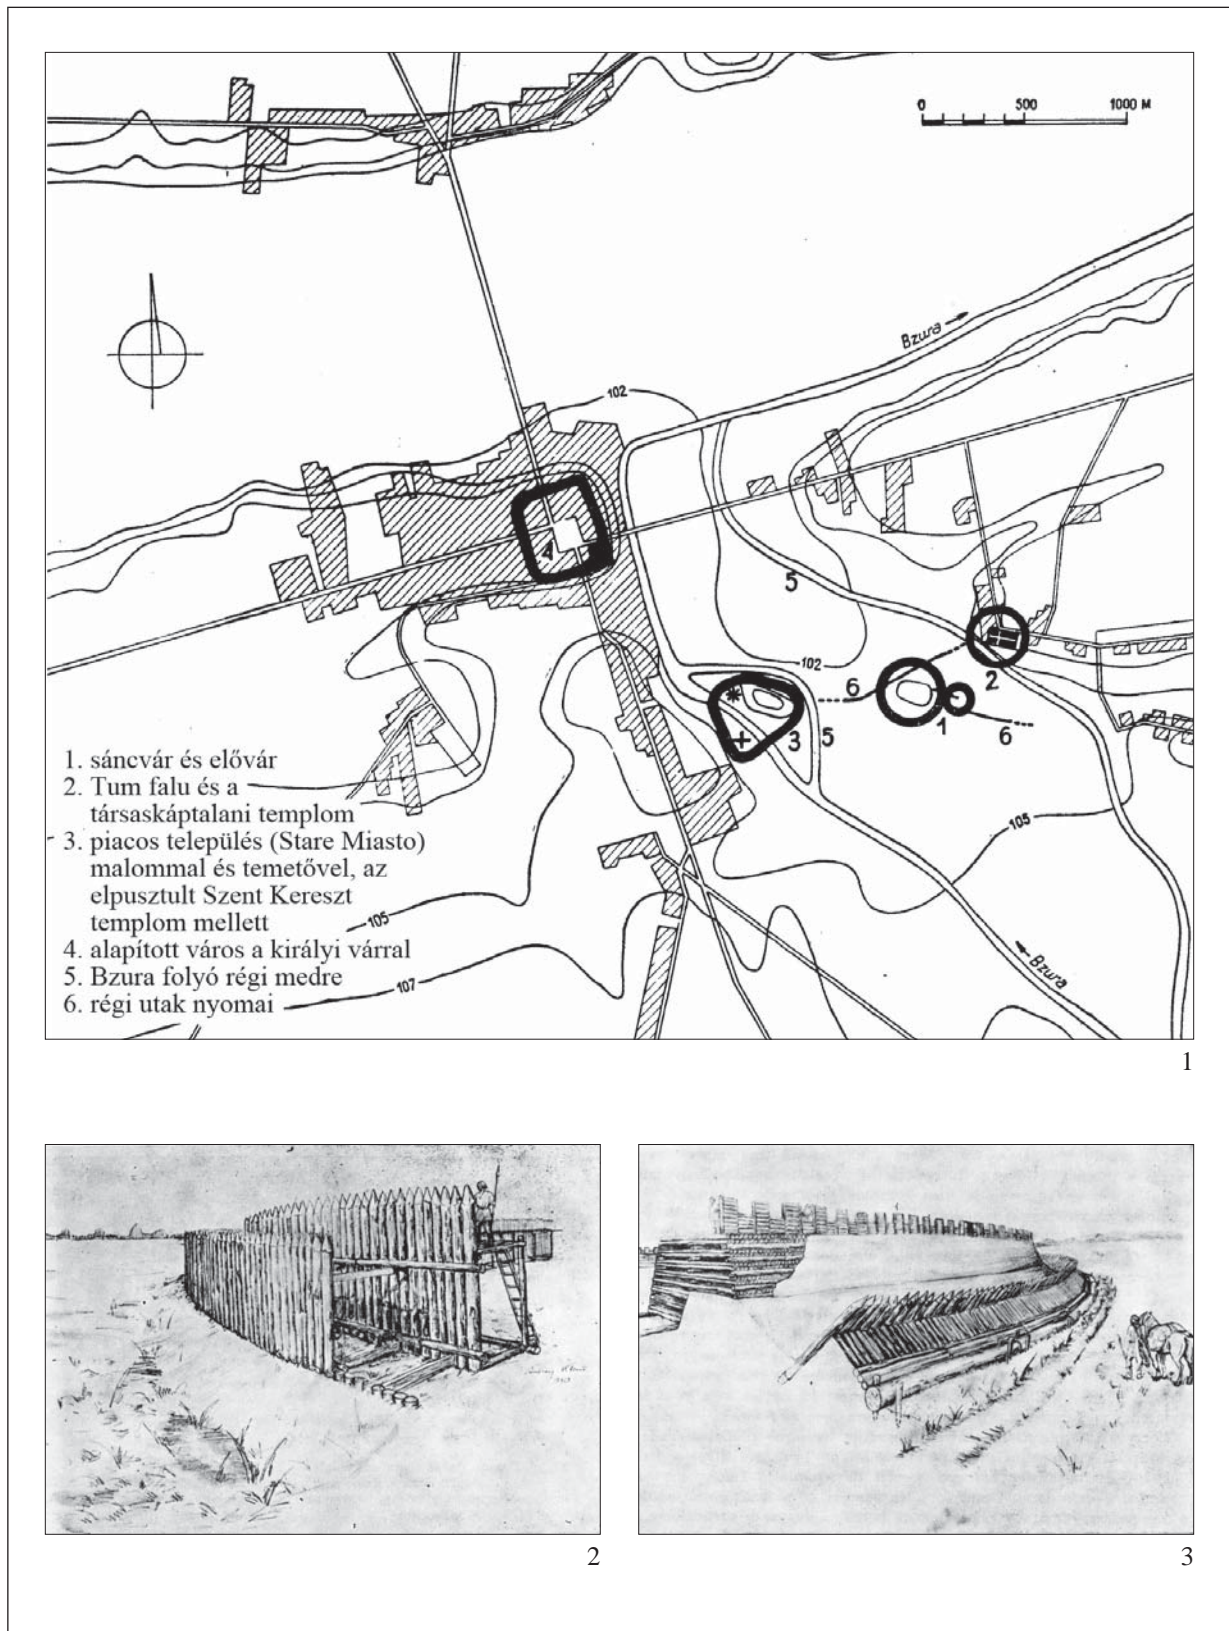 0 500 1000 M
Bzura
102
4
5
102
2
6
1
6
3
5
1. sáncvár és elővár
2. Tum falu és a
társaskáptalani templom
3. piacos település (Stare Miasto)
malommal és temetővel, az
elpusztult Szent Kereszt
templom mellett
4. alapított város a királyi várral
5. Bzura folyó régi medre
6. régi utak nyomai
105
105
107
Bzura
1
2
3